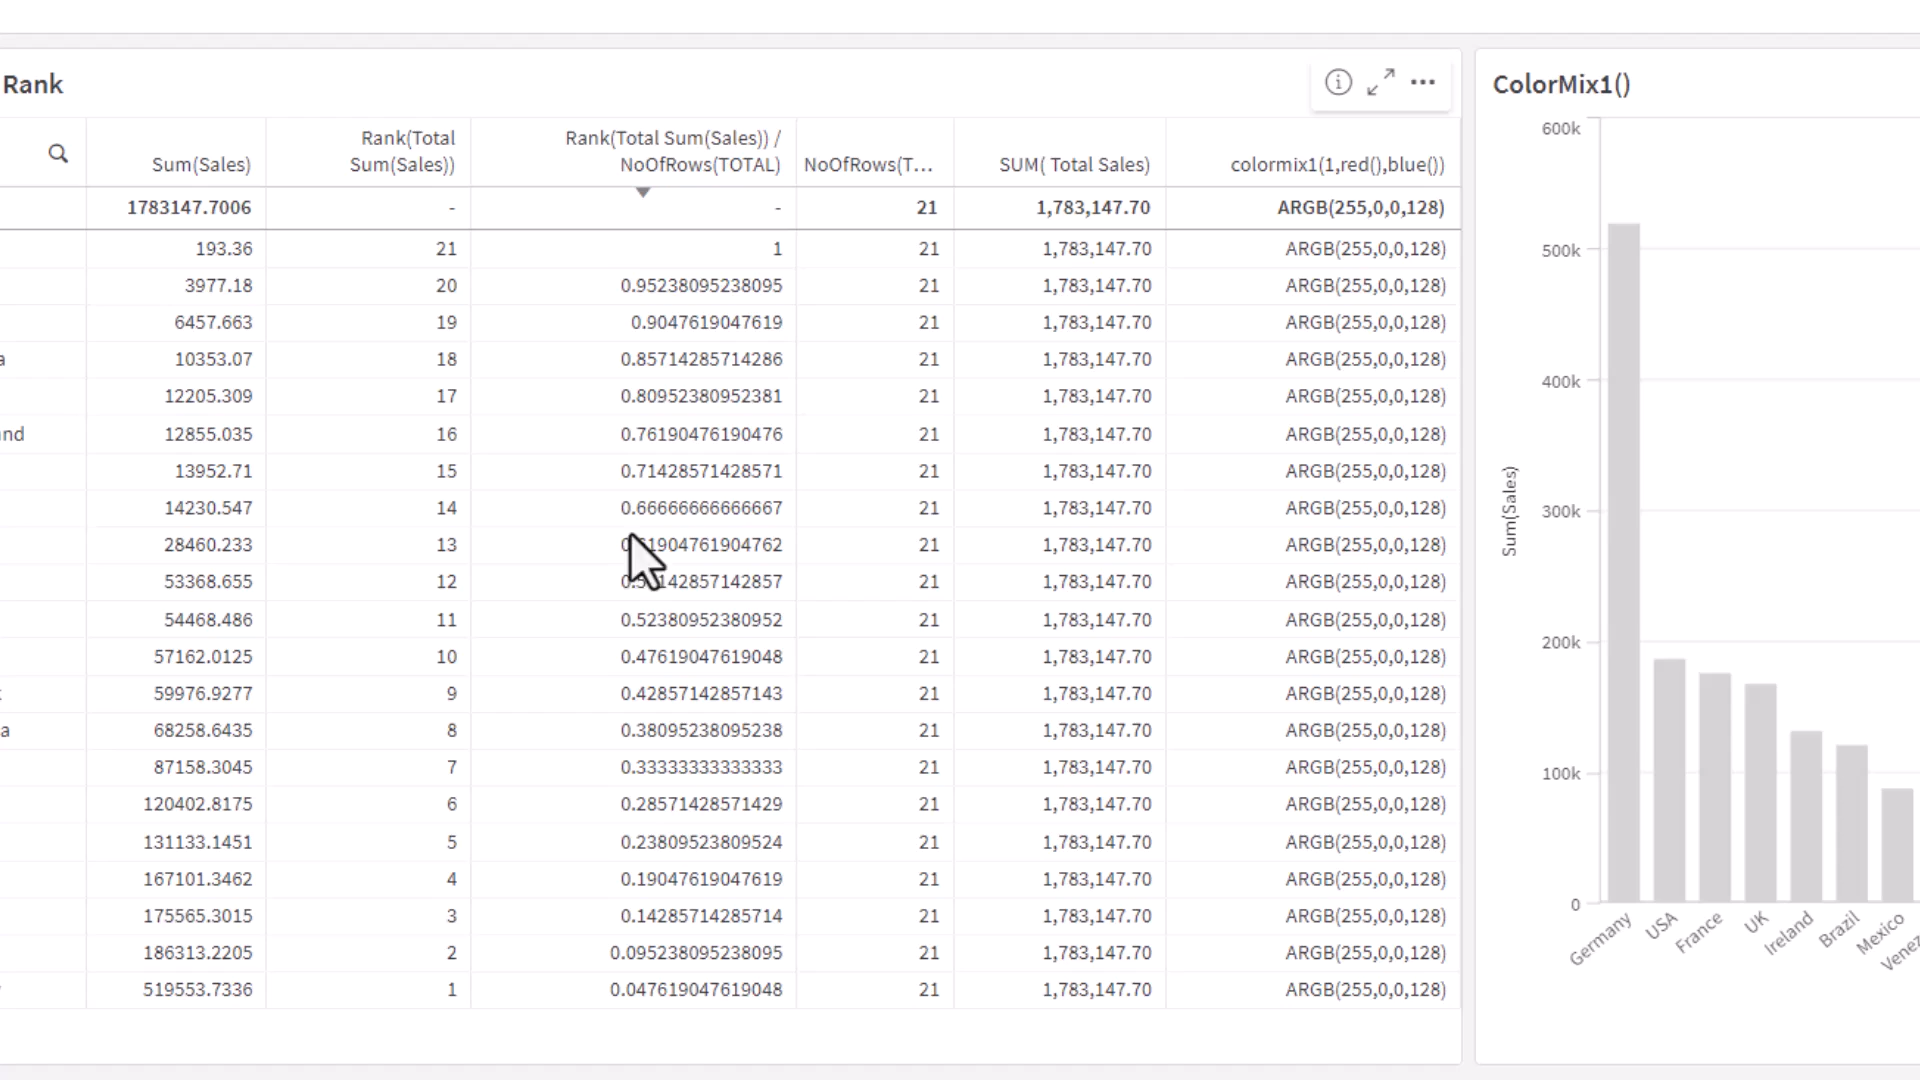 Rank
Sum(Sales) Rank(Total Sum(Sales)) Rank(Total Sum(Sales)) / NoOfRows(TOTAL) NoOfRows(T... SUM( Total Sales) colormix1(1,red(),blue())
1783147.7006 - - 21 1,783,147.70 ARGB(255,0,0,128)
193.36 21 1 21 1,783,147.70 ARGB(255,0,0,128)
3977.18 20 0.95238095238095 21 1,783,147.70 ARGB(255,0,0,128)
6457.663 19 0.9047619047619 21 1,783,147.70 ARGB(255,0,0,128)
a 10353.07 18 0.85714285714286 21 1,783,147.70 ARGB(255,0,0,128)
12205.309 17 0.80952380952381 21 1,783,147.70 ARGB(255,0,0,128)
nd 12855.035 16 0.76190476190476 21 1,783,147.70 ARGB(255,0,0,128)
13952.71 15 0.71428571428571 21 1,783,147.70 ARGB(255,0,0,128)
14230.547 14 0.66666666666667 21 1,783,147.70 ARGB(255,0,0,128)
28460.233 13 21 1,783,147.70 ARGB(255,0,0,128)
53368.655 12 21 1,783,147.70 ARGB(255,0,0,128)
54468.486 11 0.52380952380952 21 1,783,147.70 ARGB(255,0,0,128)
57162.0125 10 0.47619047619048 21 1,783,147.70 ARGB(255,0,0,128)
59976.9277 9 0.42857142857143 21 1,783,147.70 ARGB(255,0,0,128)
a 68258.6435 8 0.38095238095238 21 1,783,147.70 ARGB(255,0,0,128)
87158.3045 7 0.33333333333333 21 1,783,147.70 ARGB(255,0,0,128)
120402.8175 6 0.28571428571429 21 1,783,147.70 ARGB(255,0,0,128)
131133.1451 5 0.23809523809524 21 1,783,147.70 ARGB(255,0,0,128)
167101.3462 4 0.19047619047619 21 1,783,147.70 ARGB(255,0,0,128)
175565.3015 3 0.14285714285714 21 1,783,147.70 ARGB(255,0,0,128)
186313.2205 2 0.095238095238095 21 1,783,147.70 ARGB(255,0,0,128)
519553.7336 1 0.047619047619048 21 1,783,147.70 ARGB(255,0,0,128)
ColorMix1()
600k
500k
400k
300k
200k
100k
0
Sum(Sales)
Germany
USA
France
UK
Ireland
Brazil
Mexico
Venez